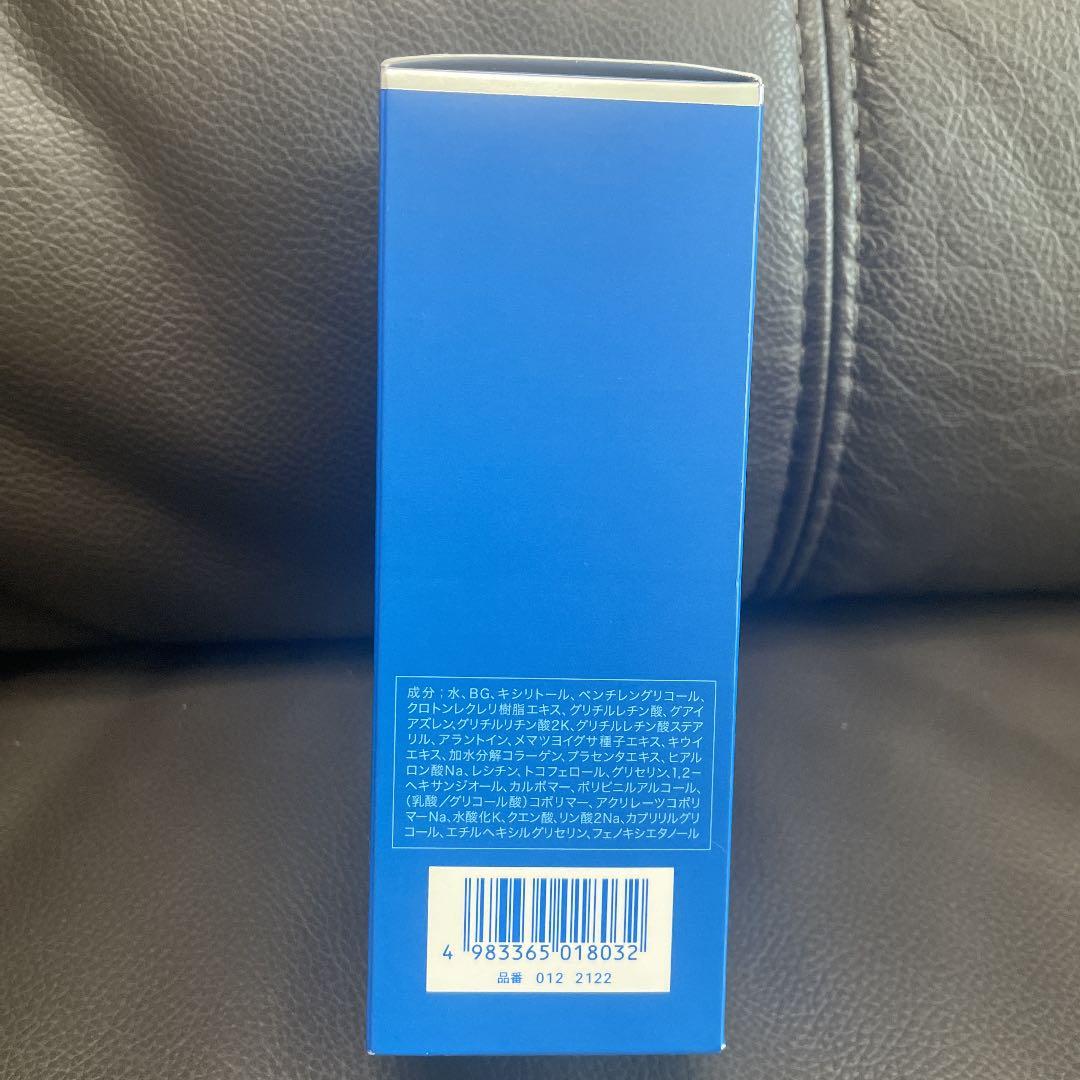 成分:水、BG、キシリトール、ペンチレングリコール、
クロトンレクレリ樹脂エキス、グリチルレチン酸、グアイ
アズレン、グリチルリチン酸2K、グリチルレチン酸ステア
リル、アラントイン、メマツヨイグサ種子エキス、キウイ
エキス、加水分解コラーゲン、プラセンタエキス、ヒアル
ロン酸Na、レシチン、トコフェロール、グリセリン、1,2−
ヘキサンジオール、カルボマー、ポリビニルアルコール、
(乳酸/グリコール酸)コポリマー、アクリレーツコポリ
マーNa、水酸化K、クエン酸、リン酸2Na、カプリリルグリ
コール、エチルヘキシルグリセリン、フェノキシエタノール
4 983365 018032
品番 012 2122